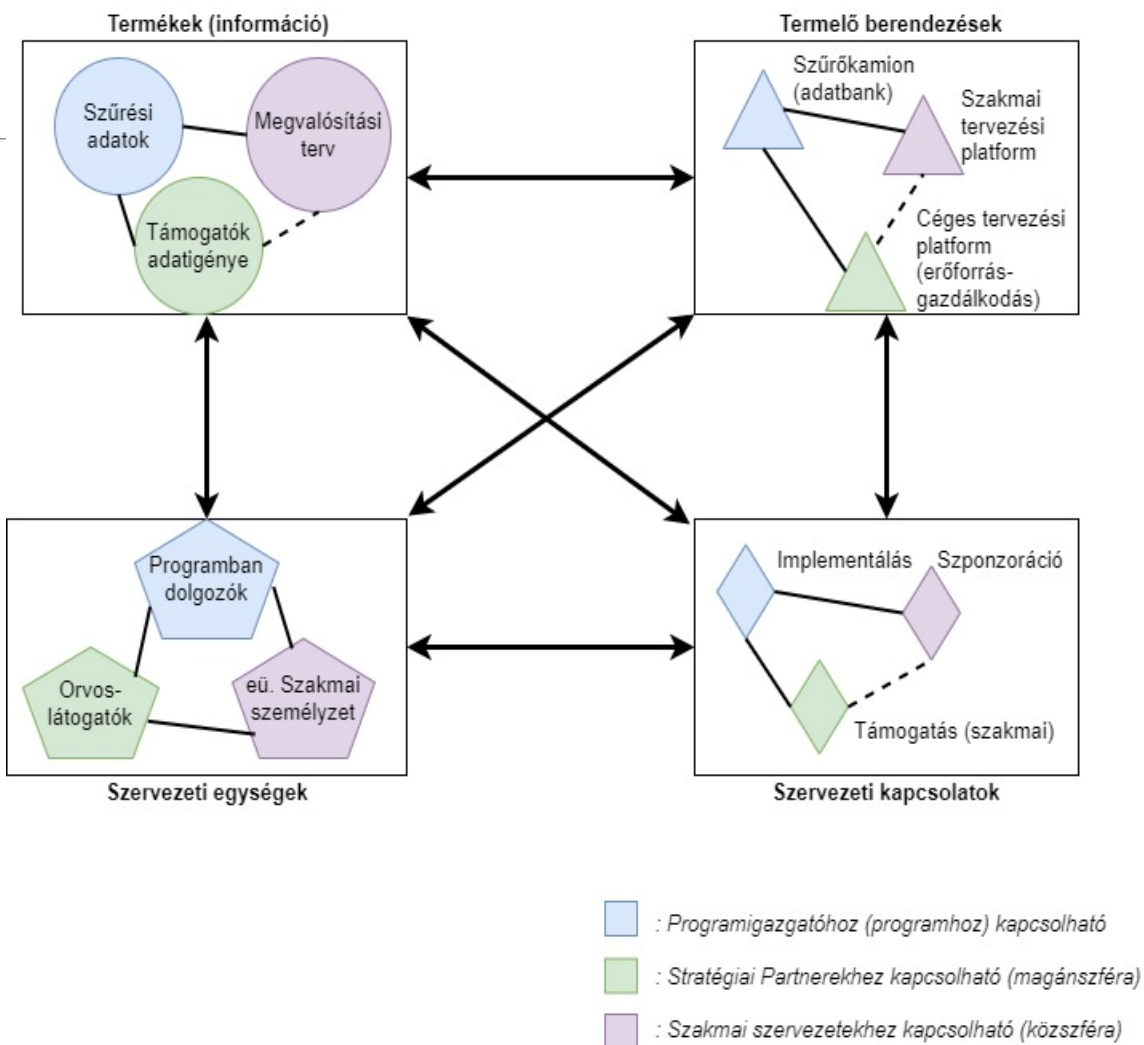 Termékek (információ)
Szűrési
adatok
Megvalósítási
terv
Támogatók
adatigénye
Termelő berendezések
Szűrőkamion
(adatbank)
Szakmai
tervezési
platform
Céges tervezési
platform
(erőforrás-
gazdálkodás)
Programban
dolgozók
Orvos-
látogatók
eü. Szakmai
személyzet
Szervezeti egységek
Implementálás
Szponzoráció
Támogatás (szakmai)
Szervezeti kapcsolatok
: Programigazgatóhoz (programhoz) kapcsolható
: Stratégiai Partnerekhez kapcsolható (magánszféra)
: Szakmai szervezetekhez kapcsolható (közszféra)